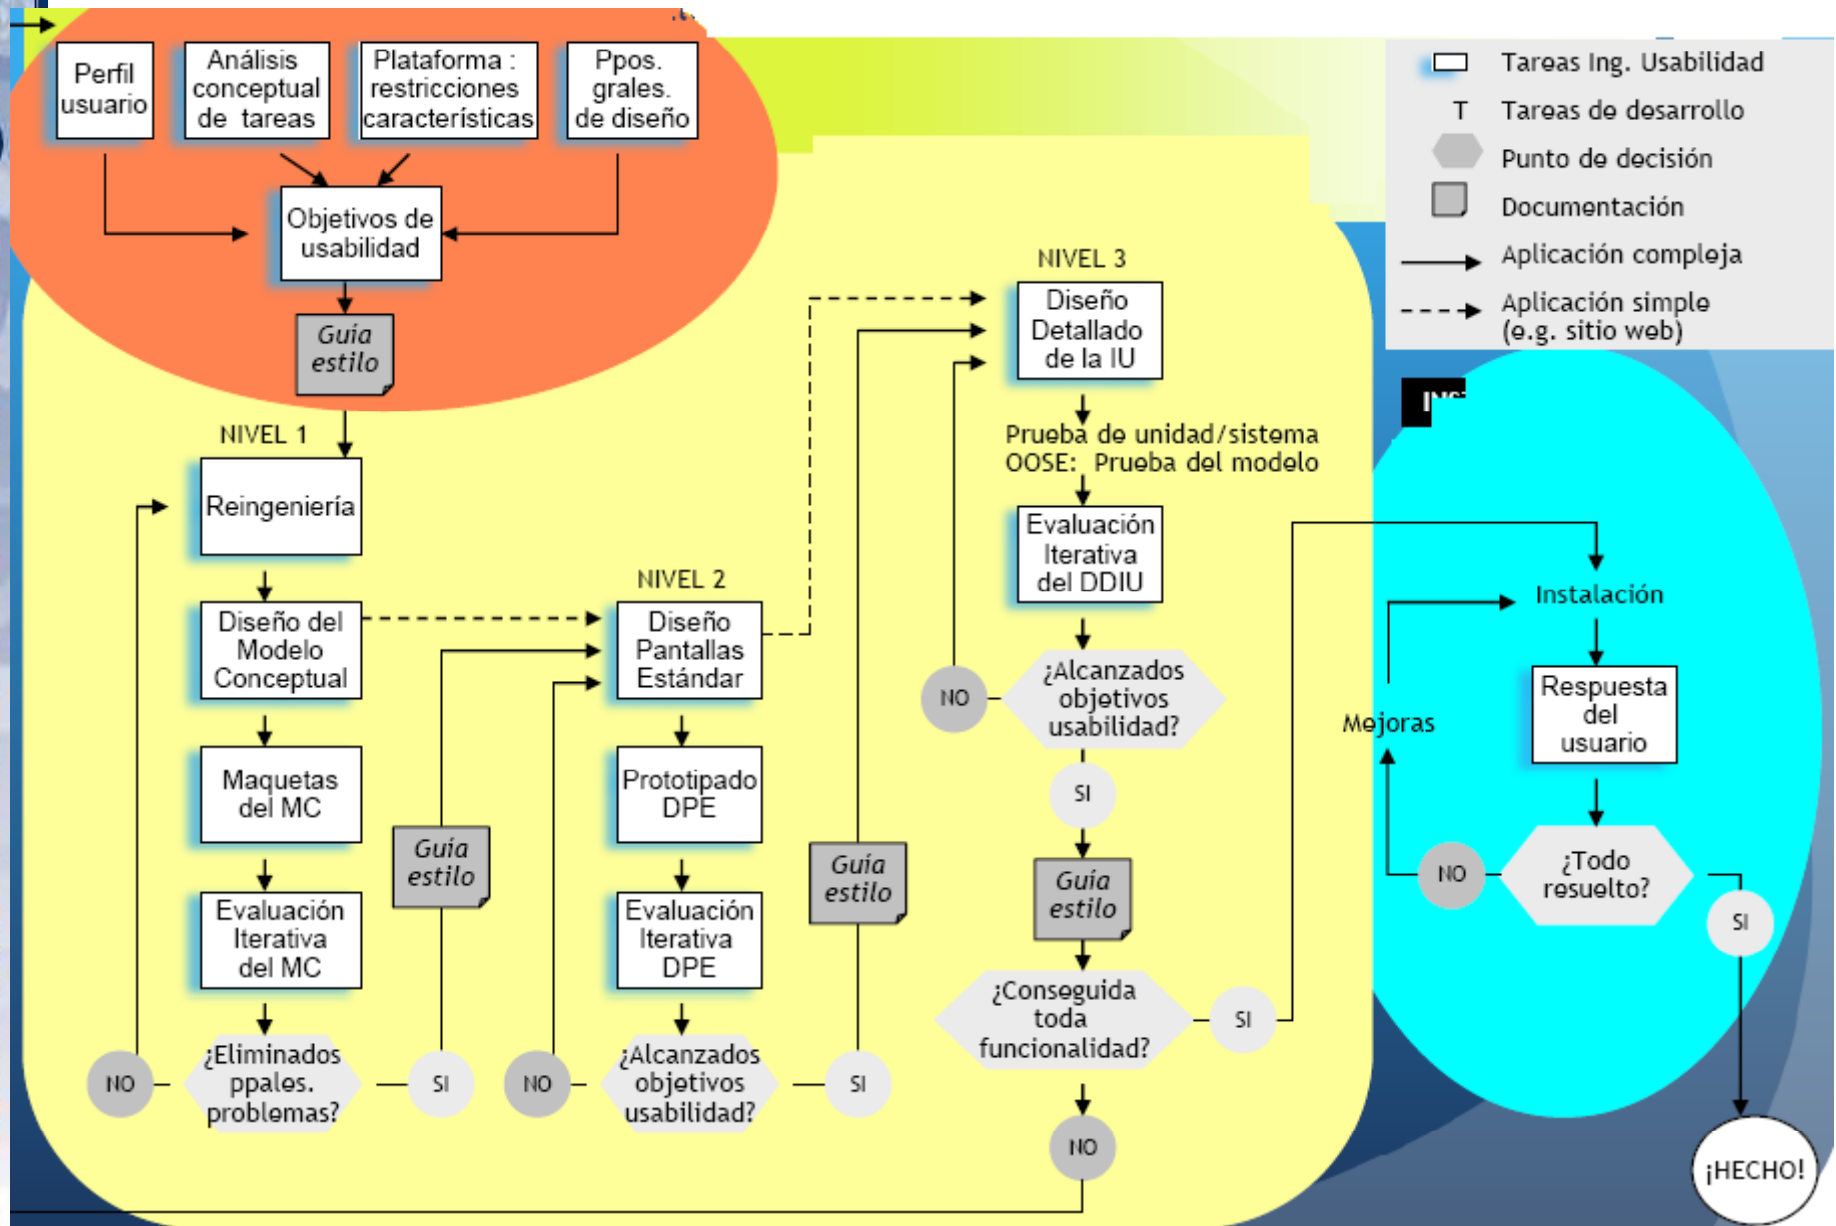 Perfil
usuario
Análisis
conceptual
de tareas
Plataforma :
restricciones
características
Ppos.
grales.
de diseño
Objetivos de
usabilidad
Guía
estilo
NIVEL 1
Reingeniería
Diseño del
Modelo
Conceptual
Maquetas
del MC
Evaluación
Iterativa
del MC
¿Eliminados
ppales.
problemas?
NO
SI
Guía
estilo
NIVEL 2
Diseño
Pantallas
Estándar
Prototipado
DPE
Evaluación
Iterativa
DPE
¿Alcanzados
objetivos
usabilidad?
NO
SI
Guía
estilo
NIVEL 3
Diseño
Detallado
de la IU
Prueba de unidad/sistema
OOSE: Prueba del modelo
Evaluación
Iterativa
del DDIU
¿Alcanzados
objetivos
usabilidad?
NO
SI
Guía
estilo
¿Conseguida
toda
funcionalidad?
SI
NO
Tareas Ing. Usabilidad
T Tareas de desarrollo
Punto de decisión
Documentación
Aplicación compleja
Aplicación simple
(e.g. sitio web)
Instalación
Respuesta
del
usuario
Mejoras
¿Todo
resuelto?
NO
SI
¡HECHO!